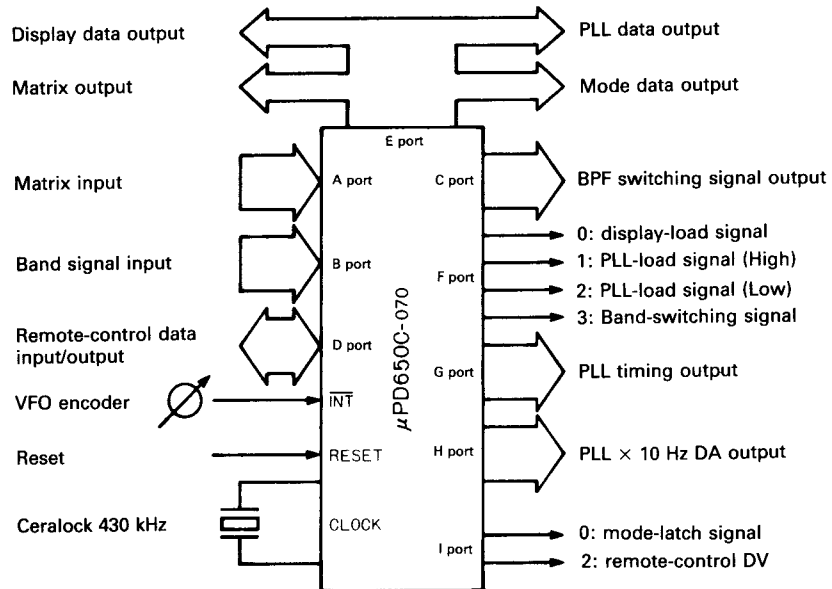 Display data output
PLL data output
Matrix output
Mode data output
E port
Matrix input
A port
C port
BPF switching signal output
0: display-load signal
Band signal input
B port
F port
1: PLL-load signal (High)
2: PLL-load signal (Low)
3: Band-switching signal
Remote-control data
input/output
D port
μPD650C-070
G port
PLL timing output
VFO encoder
INT
Reset
RESET
H port
PLL × 10 Hz DA output
Ceralock 430 kHz
CLOCK
I port
0: mode-latch signal
2: remote-control DV